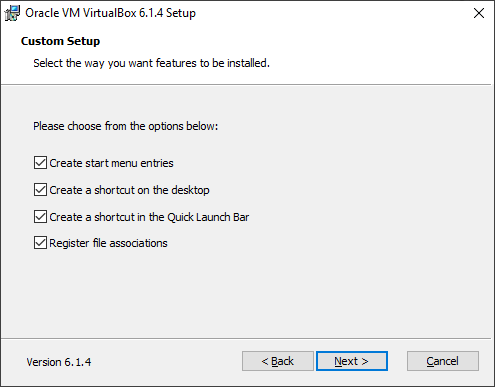 Oracle VM VirtualBox 6.1.4 Setup
Custom Setup
Select the way you want features to be installed.
Please choose from the options below:
Create start menu entries
Create a shortcut on the desktop
Create a shortcut in the Quick Launch Bar
Register file associations
Version 6.1.4
< Back
Next >
Cancel